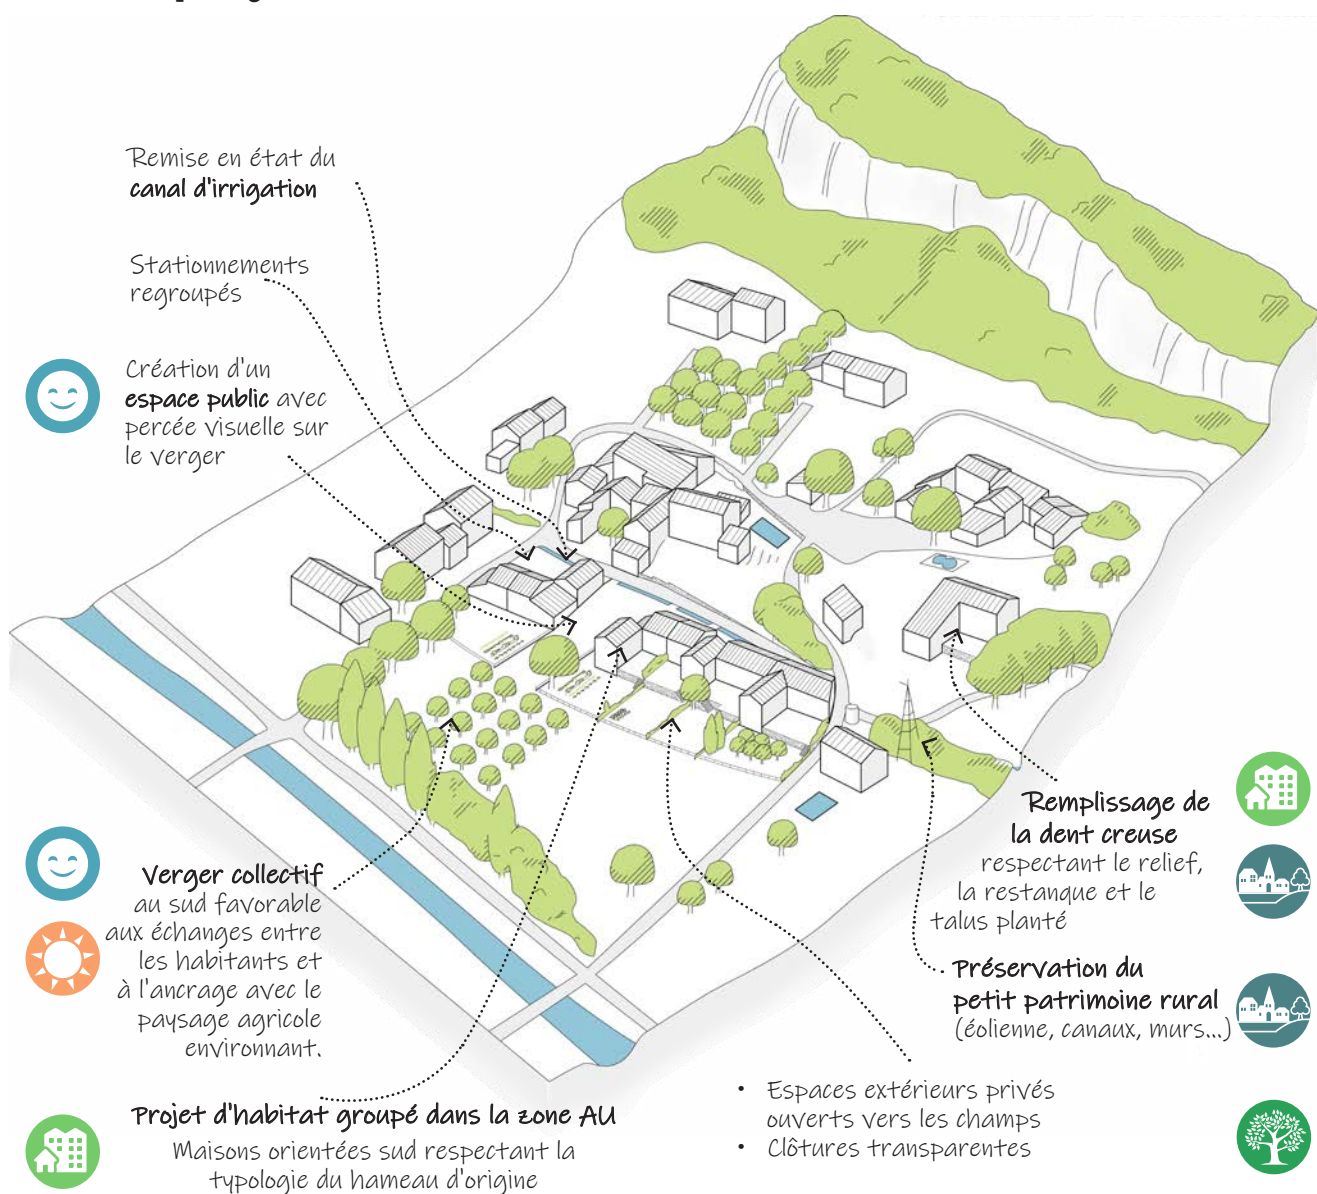 Remise en état du
canal d'irrigation
Stationnements
regroupés
Création d'un
espace public avec
percée visuelle sur
le verger
Verger collectif
au sud favorable
aux échanges entre
les habitants et
à l'ancrage avec le
paysage agricole
environnant.
Projet d'habitat groupé dans la zone AU
Maisons orientées sud respectant la
typologie du hameau d'origine
Remplissage de
la dent creuse
respectant le relief,
la restanque et le
talus planté
Préservation du
petit patrimoine rural
(éolienne, canaux, murs...)
• Espaces extérieurs privés
ouverts vers les champs
• Clôtures transparentes